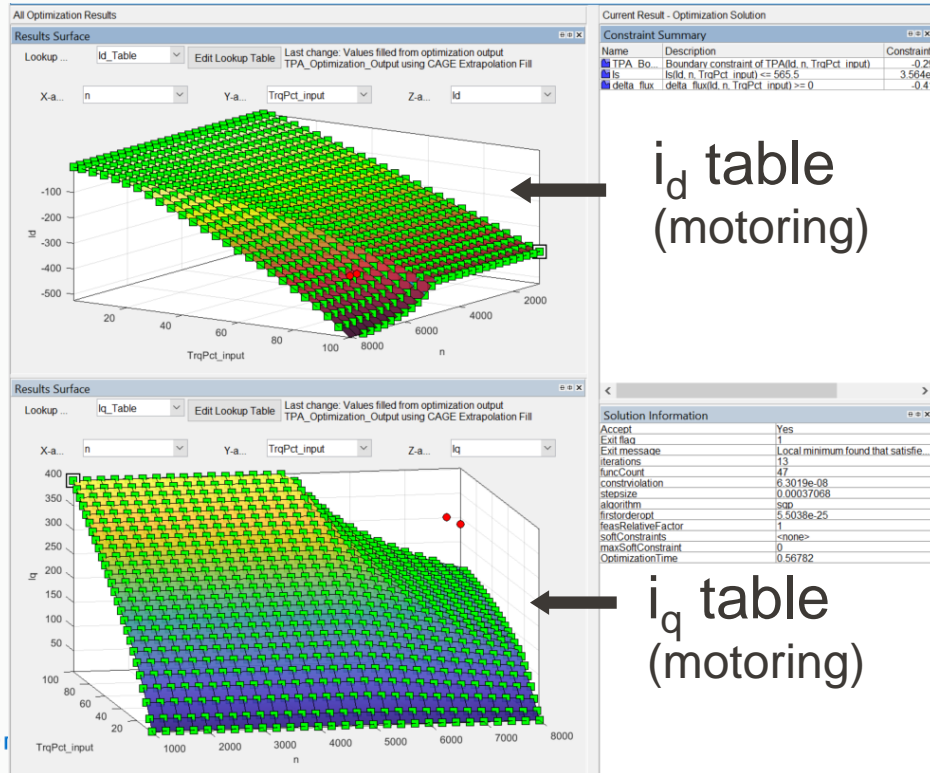 All Optimization Results
Results Surface
Lookup ... Id_Table Edit Lookup Table Last change: Values filled from optimization output
TPA_Optimization_Output using CAGE Extrapolation Fill
X-a... n Y-a... TrqPct_input Z-a... Id
-100
-200
-300
-400
-500
Id
20
40
60
80
100
TrqPct_input
8000
6000
4000
2000
n
Results Surface
Lookup ... Iq_Table Edit Lookup Table Last change: Values filled from optimization output
TPA_Optimization_Output using CAGE Extrapolation Fill
X-a... n Y-a... TrqPct_input Z-a... Iq
400
350
300
250
200
150
100
50
Iq
100
80
60
40
20
TrqPct_input
1000
2000
3000
4000
5000
6000
7000
8000
n
Current Result - Optimization Solution
Constraint Summary
Name Description Constraint
TPA_Bo... Boundary constraint of TPA(Id, n, TrqPct_input) -0.29
Is Is(Id, n, TrqPct_input) <= 565.5 3.564e
delta_flux delta_flux(Id, n, TrqPct_input) >= 0 -0.4
id table
(motoring)
Solution Information
Accept Yes
Exit flag 1
Exit message Local minimum found that satisfie...
iterations 13
funcCount 47
constrviolation 6.3019e-08
stepsize 0.00037068
algorithm sqp
firstorderopt 5.5038e-25
feasRelativeFactor 1
softConstraints <none>
maxSoftConstraint 0
OptimizationTime 0.56782
iq table
(motoring)